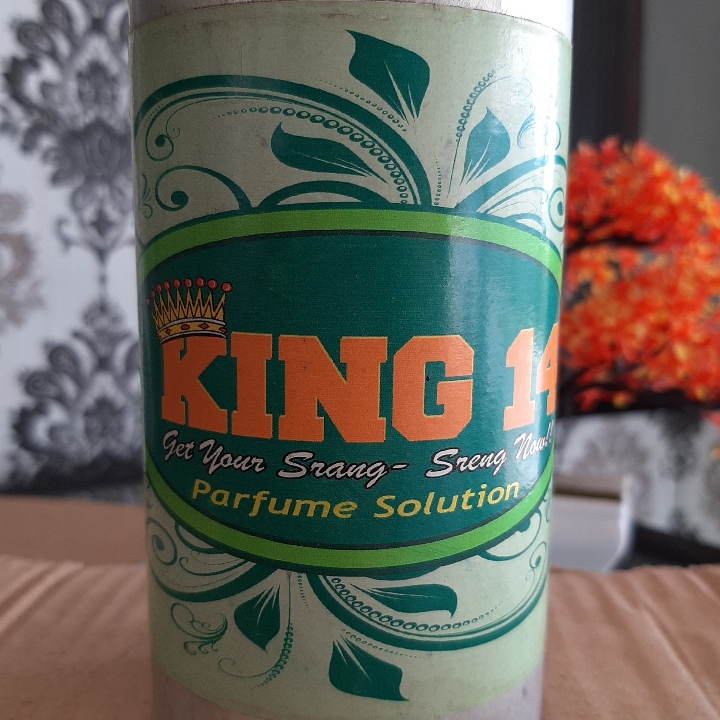 KING 14
Get Your Srang- Sreng Now!!
Parfume Solution